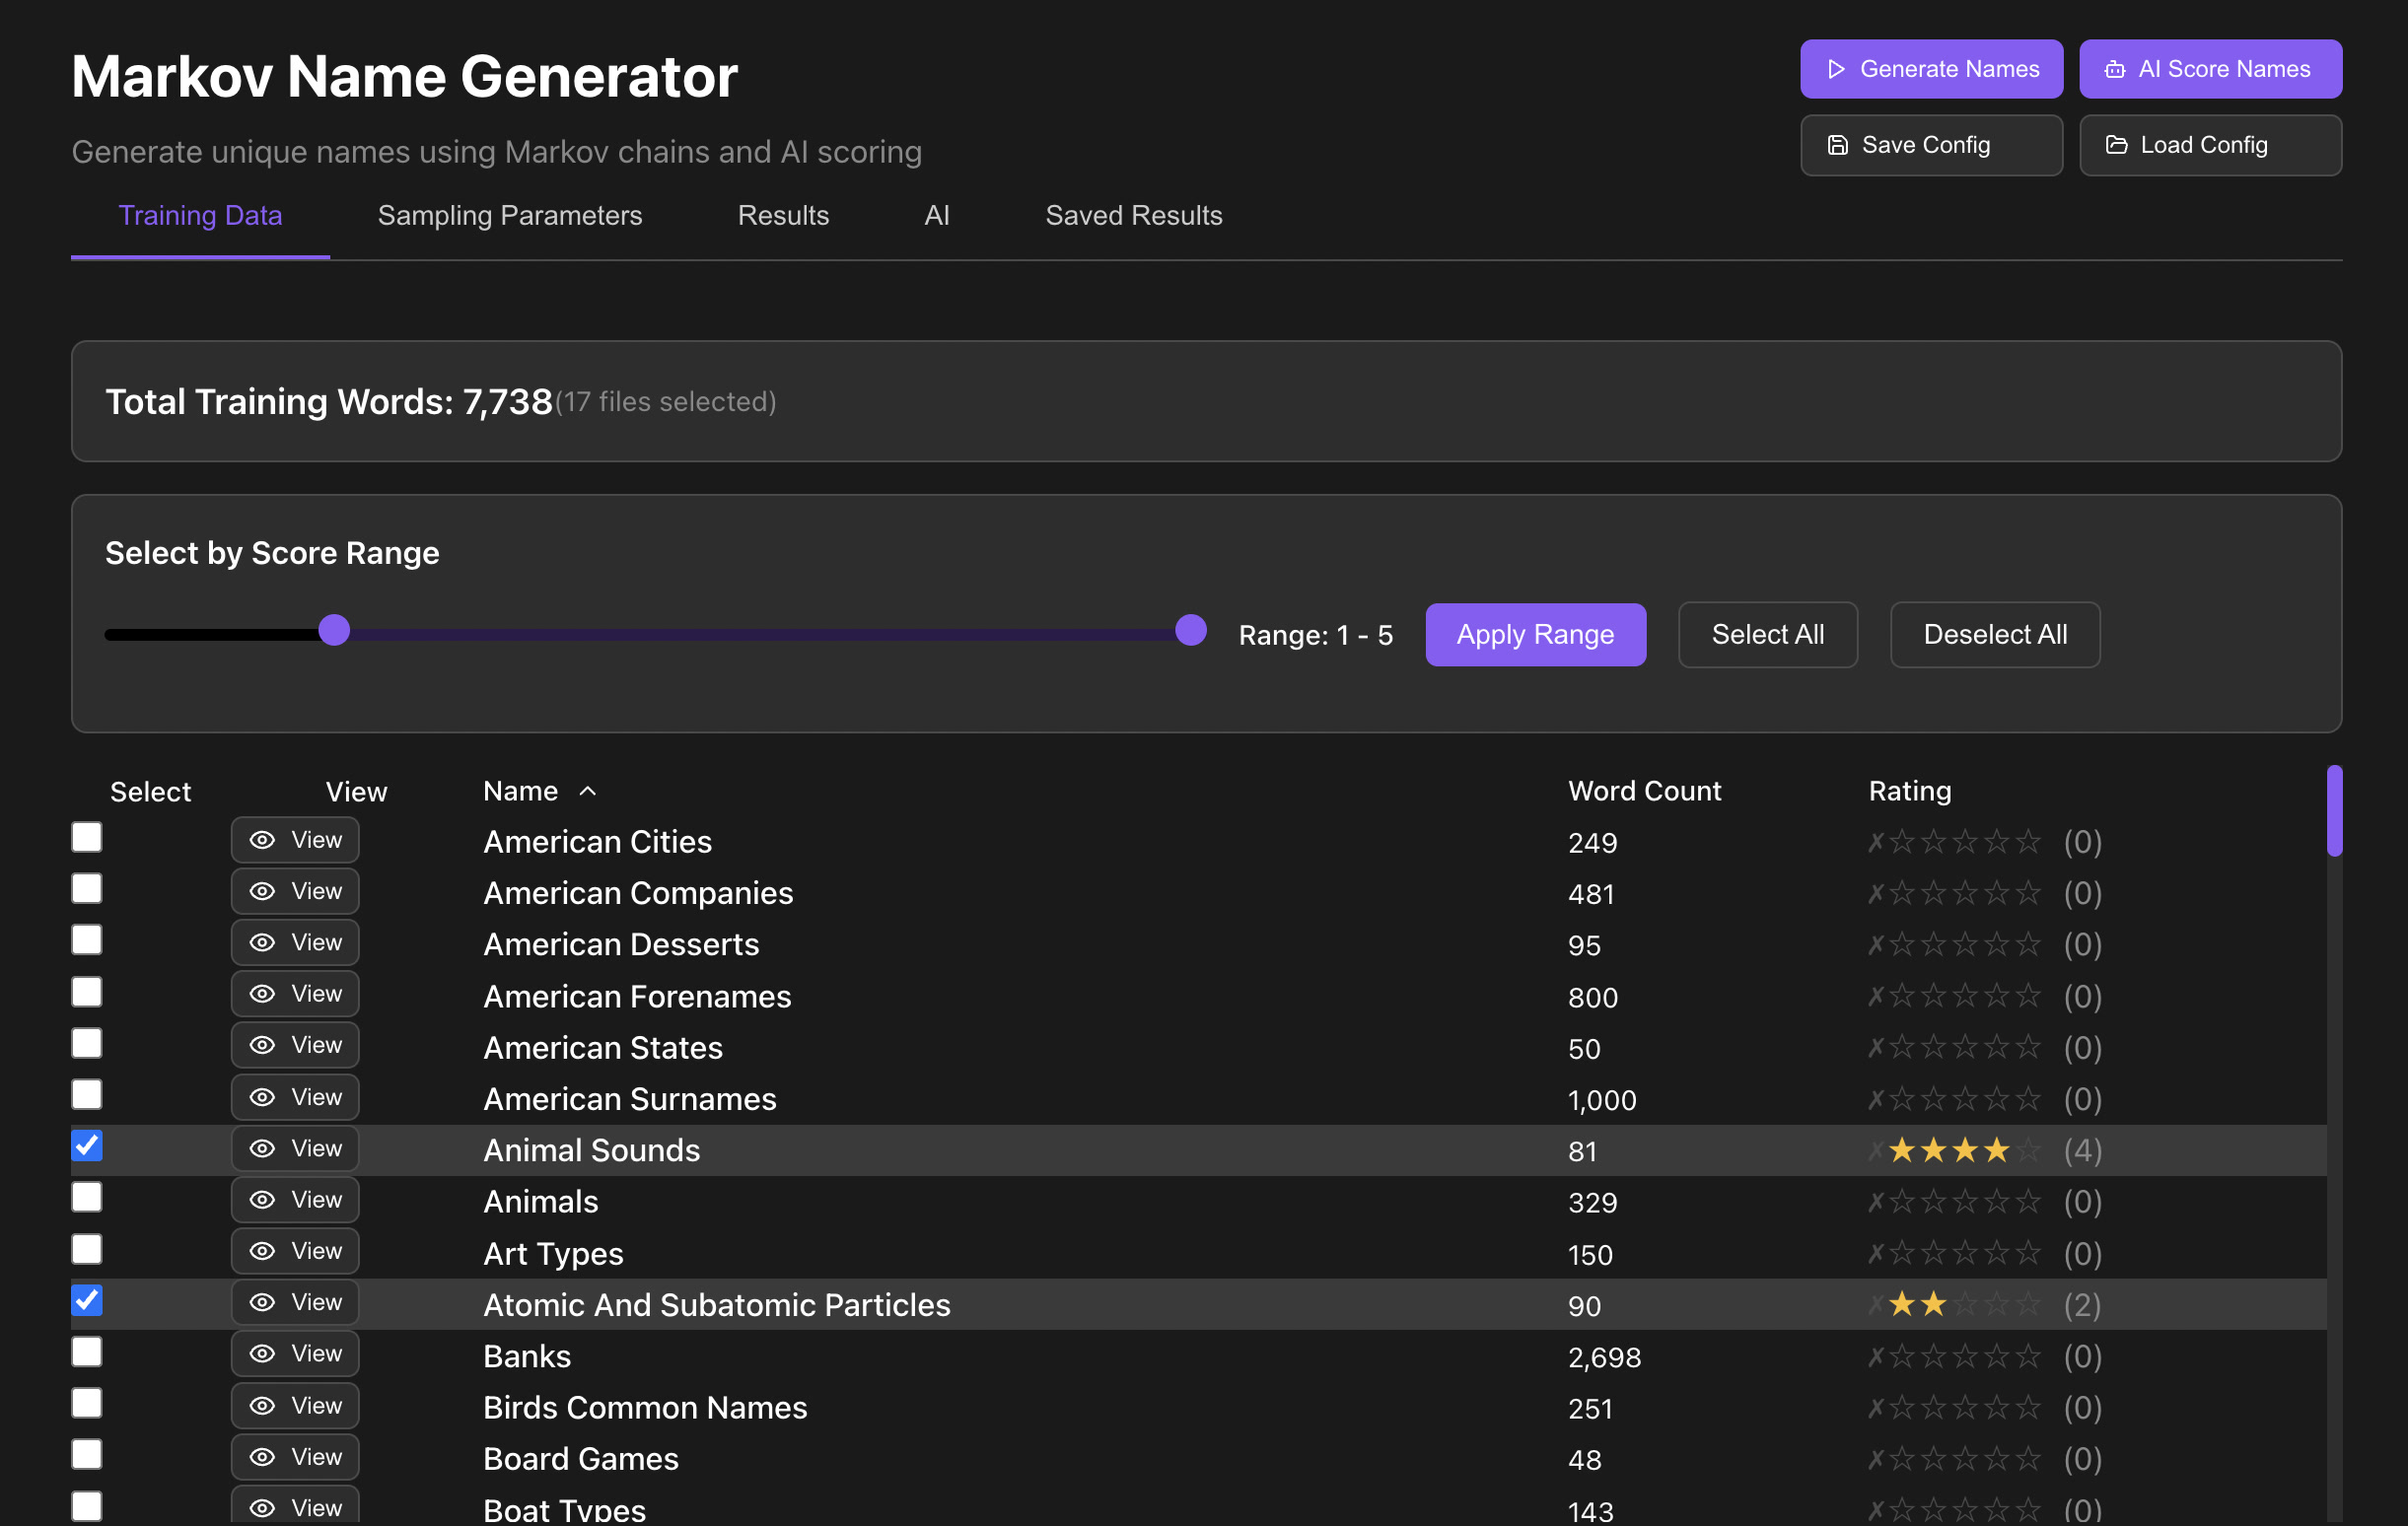 Markov Name Generator
Generate unique names using Markov chains and AI scoring
Generate Names
AI Score Names
Save Config
Load Config
Training Data
Sampling Parameters
Results
AI
Saved Results
Total Training Words: 7,738(17 files selected)
Select by Score Range
Range: 1 - 5
Apply Range
Select All
Deselect All
Select View Name Word Count Rating
View American Cities 249 (0)
View American Companies 481 (0)
View American Desserts 95 (0)
View American Forenames 800 (0)
View American States 50 (0)
View American Surnames 1,000 (0)
View Animal Sounds 81 (4)
View Animals 329 (0)
View Art Types 150 (0)
View Atomic And Subatomic Particles 90 (2)
View Banks 2,698 (0)
View Birds Common Names 251 (0)
View Board Games 48 (0)
View Boat Types 143 (0)